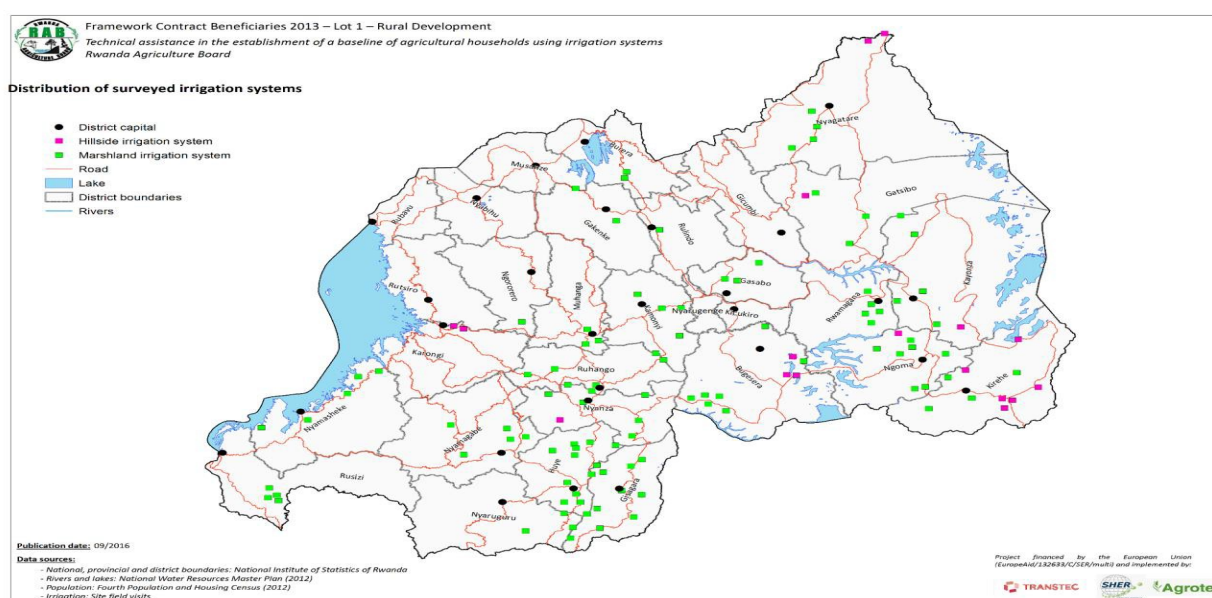 RWANDA
RAB
AGRICULTURE BOARD
Framework Contract Beneficiaries 2013 – Lot 1 – Rural Development
Technical assistance in the establishment of a baseline of agricultural households using irrigation systems
Rwanda Agriculture Board
Distribution of surveyed irrigation systems
District capital
Hillside irrigation system
Marshland irrigation system
Road
Lake
District boundaries
Rivers
Nyagatare
Burera
Musanze
Gatsibo
Nyabihu
Rubavu
Gicumbi
Gakenke
Rulindo
Kayonza
Ngororero
Rutsiro
Gasabo
Muhanga
Rwamagana
Kamonyi
Nyarugenge
Kicukiro
Karongi
Ruhango
Bugesera
Ngoma
Kirehe
Nyanza
Nyamasheke
Nyamagabe
Huye
Rusizi
Gisagara
Nyaruguru
Publication date: 09/2016
Data sources:
- National, provincial and district boundaries: National Institute of Statistics of Rwanda
- Rivers and lakes: National Water Resources Master Plan (2012)
- Population: Fourth Population and Housing Census (2012)
- Irrigation: Site field visits
Project financed by the European Union
(EuropeAid/132633/C/SER/multi) and implemented by:
TRANSTEC
SHER
Agrotec